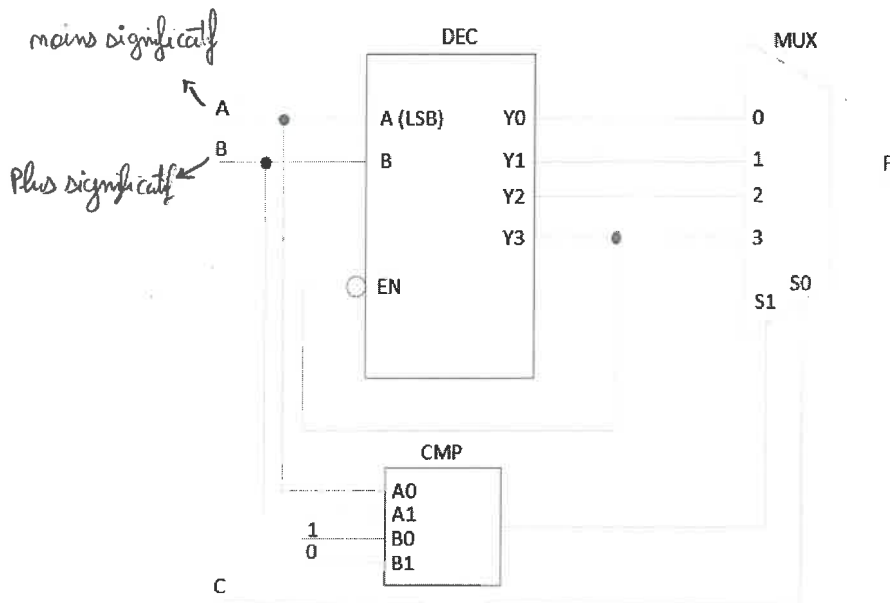 moins significatif
Plus significatif
DEC
MUX
A
B
A (LSB)
B
EN
Y0
Y1
Y2
Y3
0
1
2
3
S1
S0
F
CMP
A0
A1
B0
B1
1
0
C